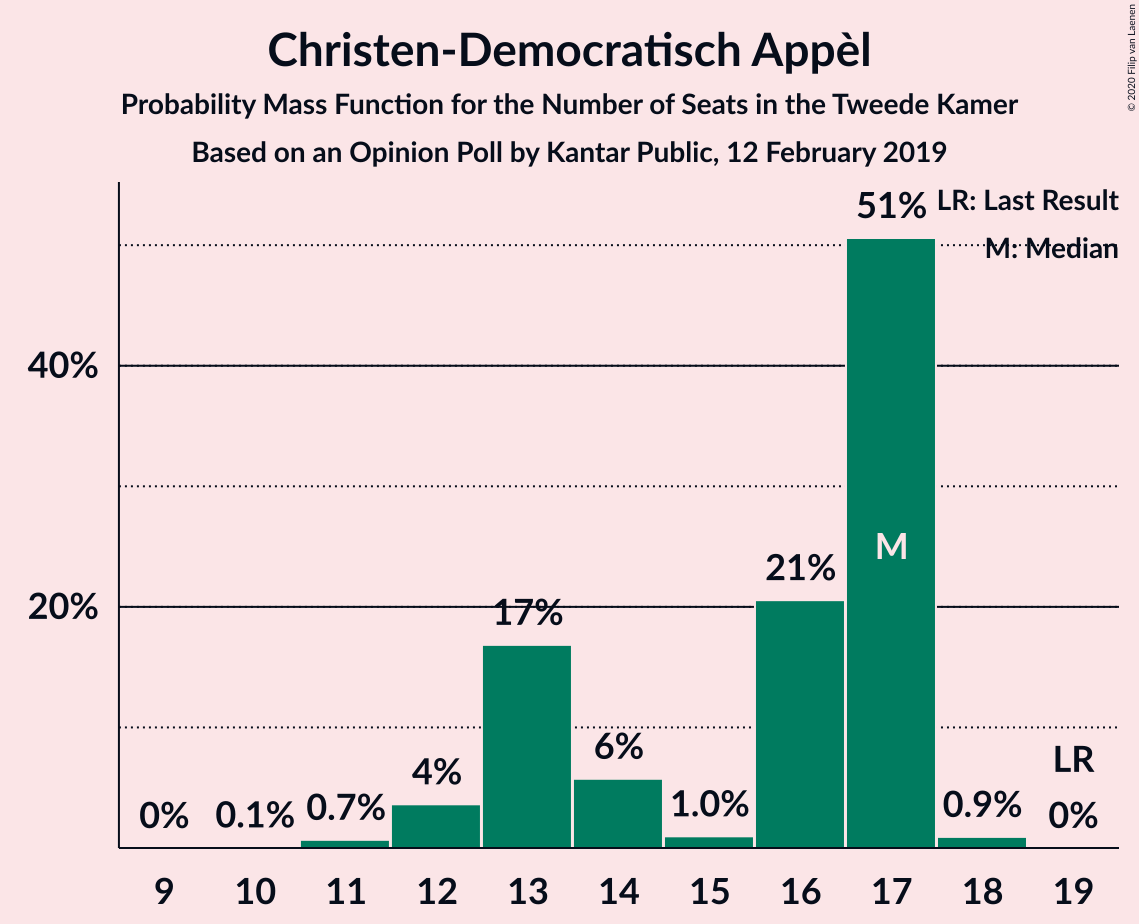 Christen-Democratisch Appèl
Probability Mass Function for the Number of Seats in the Tweede Kamer
Based on an Opinion Poll by Kantar Public, 12 February 2019
© 2020 Filip van Laenen
LR: Last Result
M: Median
51%
40%
M
21%
20%
17%
6%
LR
4%
0%
0.1%
0.7%
1.0%
0.9%
0%
9 10 11 12 13 14 15 16 17 18 19